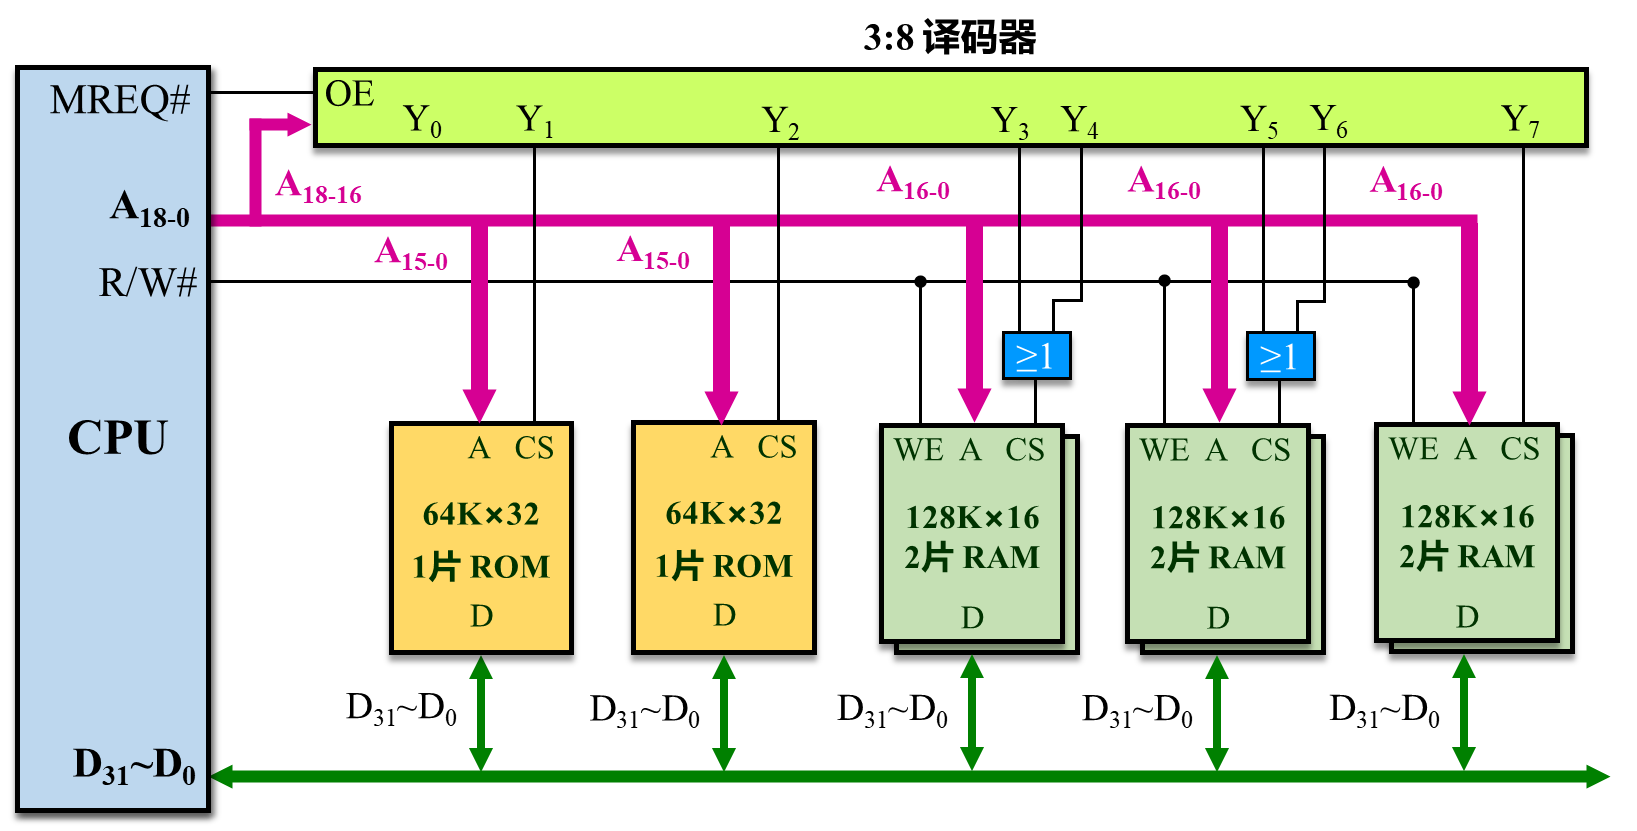 3:8 译码器
MREQ#
OE
Y0 Y1 Y2 Y3 Y4 Y5 Y6 Y7
A18-16
A16-0 A16-0 A16-0
A18-0
A15-0 A15-0
R/W#
≥1 ≥1
CPU
A CS
64K×32
1片 ROM
D
A CS
64K×32
1片 ROM
D
WE A CS
128K×16
2片 RAM
D
WE A CS
128K×16
2片 RAM
D
WE A CS
128K×16
2片 RAM
D
D31~D0 D31~D0 D31~D0 D31~D0 D31~D0
D31~D0